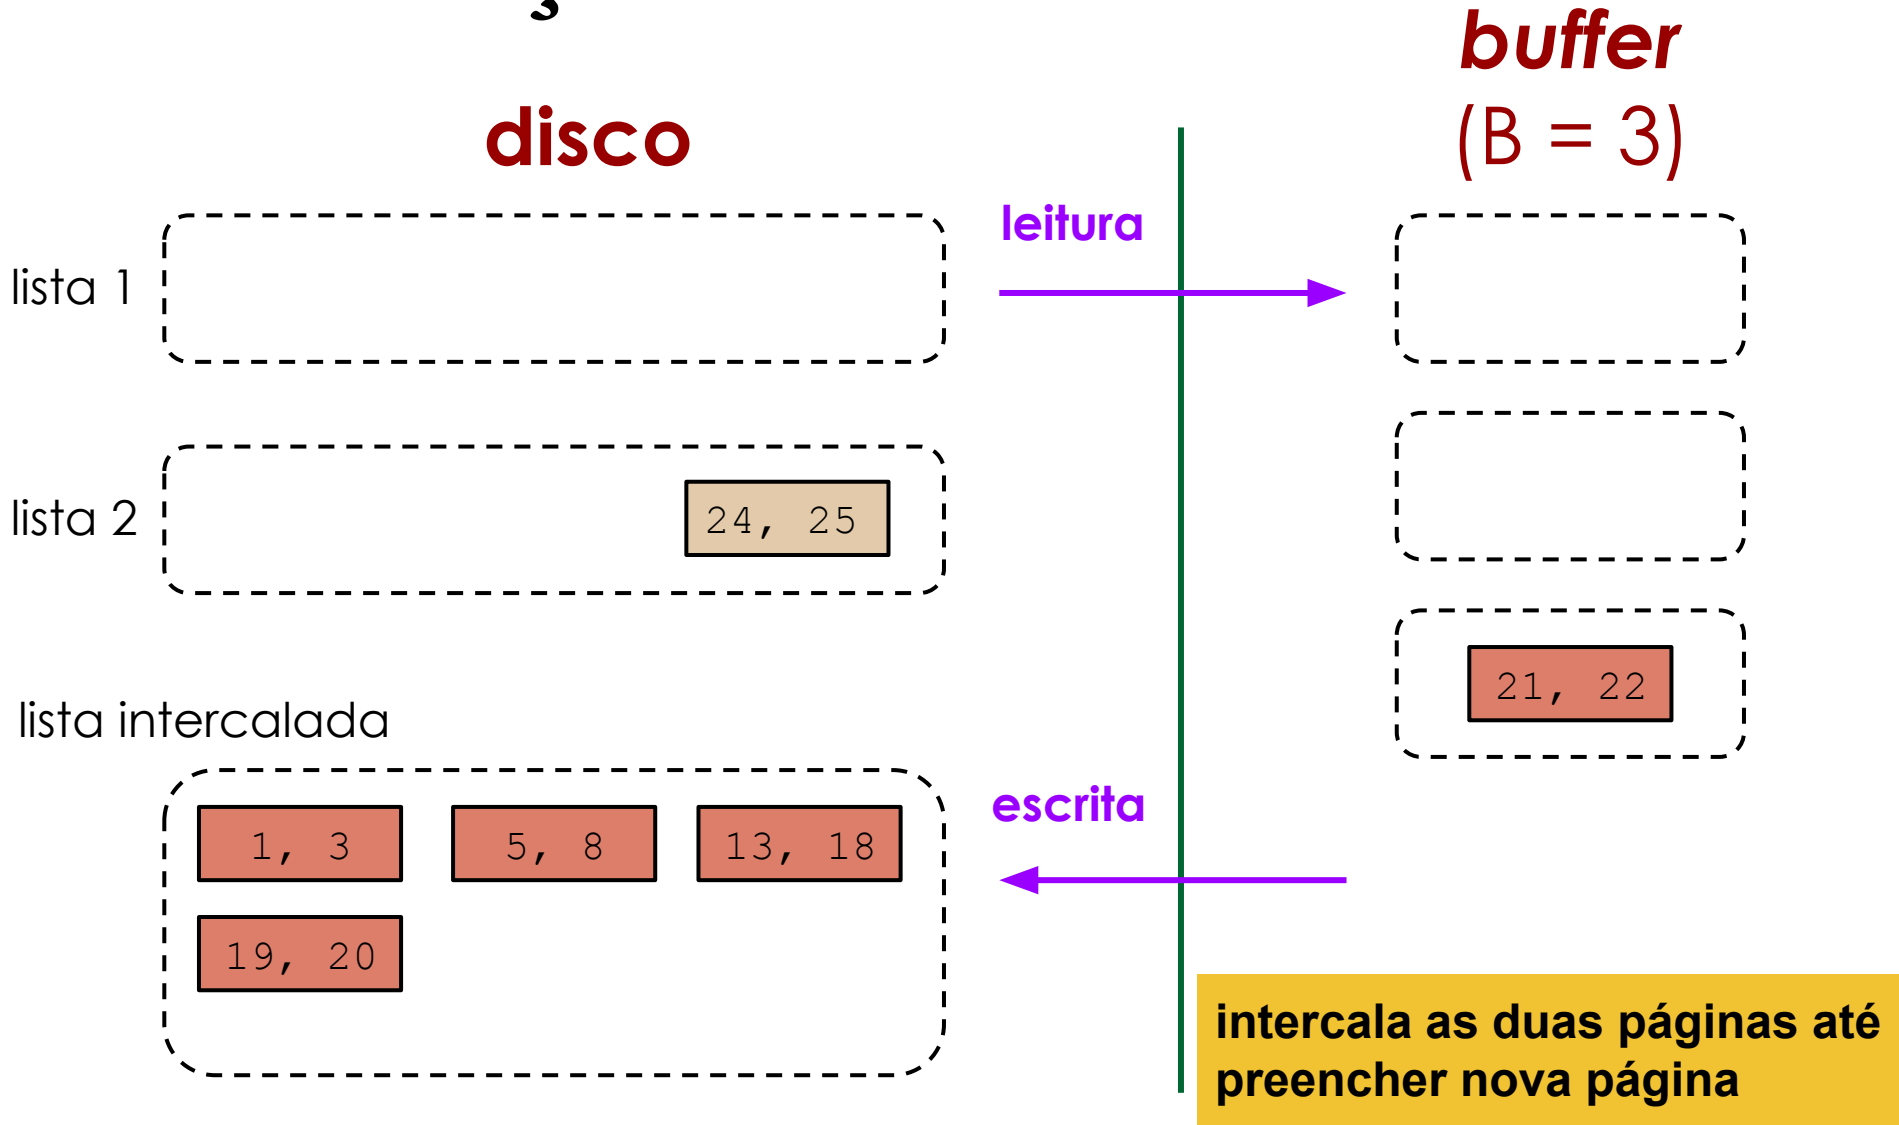 buffer
(B = 3)
disco
leitura
lista 1
lista 2
24, 25
21, 22
lista intercalada
escrita
1, 3
5, 8
13, 18
19, 20
intercala as duas páginas até
preencher nova página